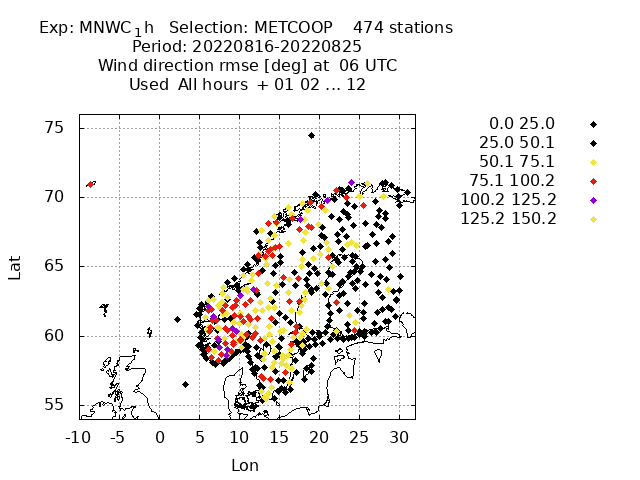 Exp: MNWC1h   Selection: METCOOP    474 stations
Period: 20220816-20220825
Wind direction rmse [deg] at  06 UTC
Used  All hours  + 01 02 ... 12
0.0 25.0
25.0 50.1
50.1 75.1
75.1 100.2
100.2 125.2
125.2 150.2
75
70
65
60
55
Lat
-10 -5 0 5 10 15 20 25 30
Lon